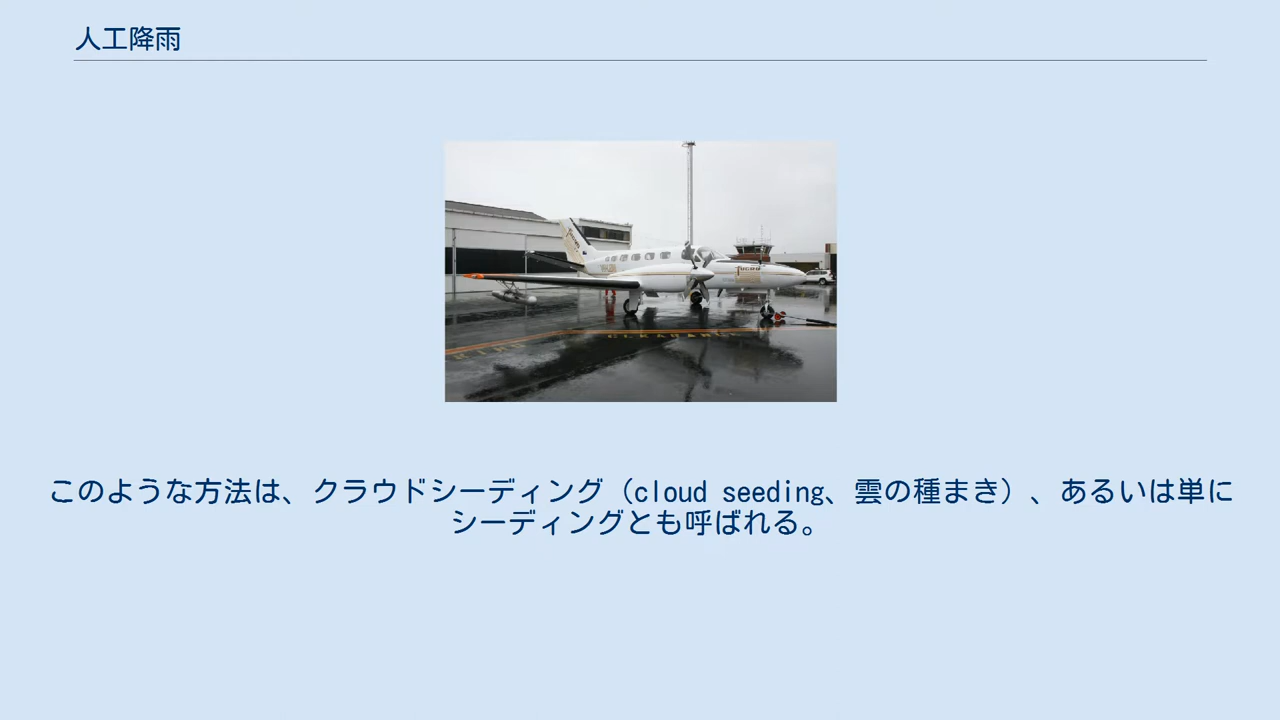 人工降雨
このような方法は、クラウドシーディング（cloud seeding、雲の種まき）、あるいは単に
シーディングとも呼ばれる。